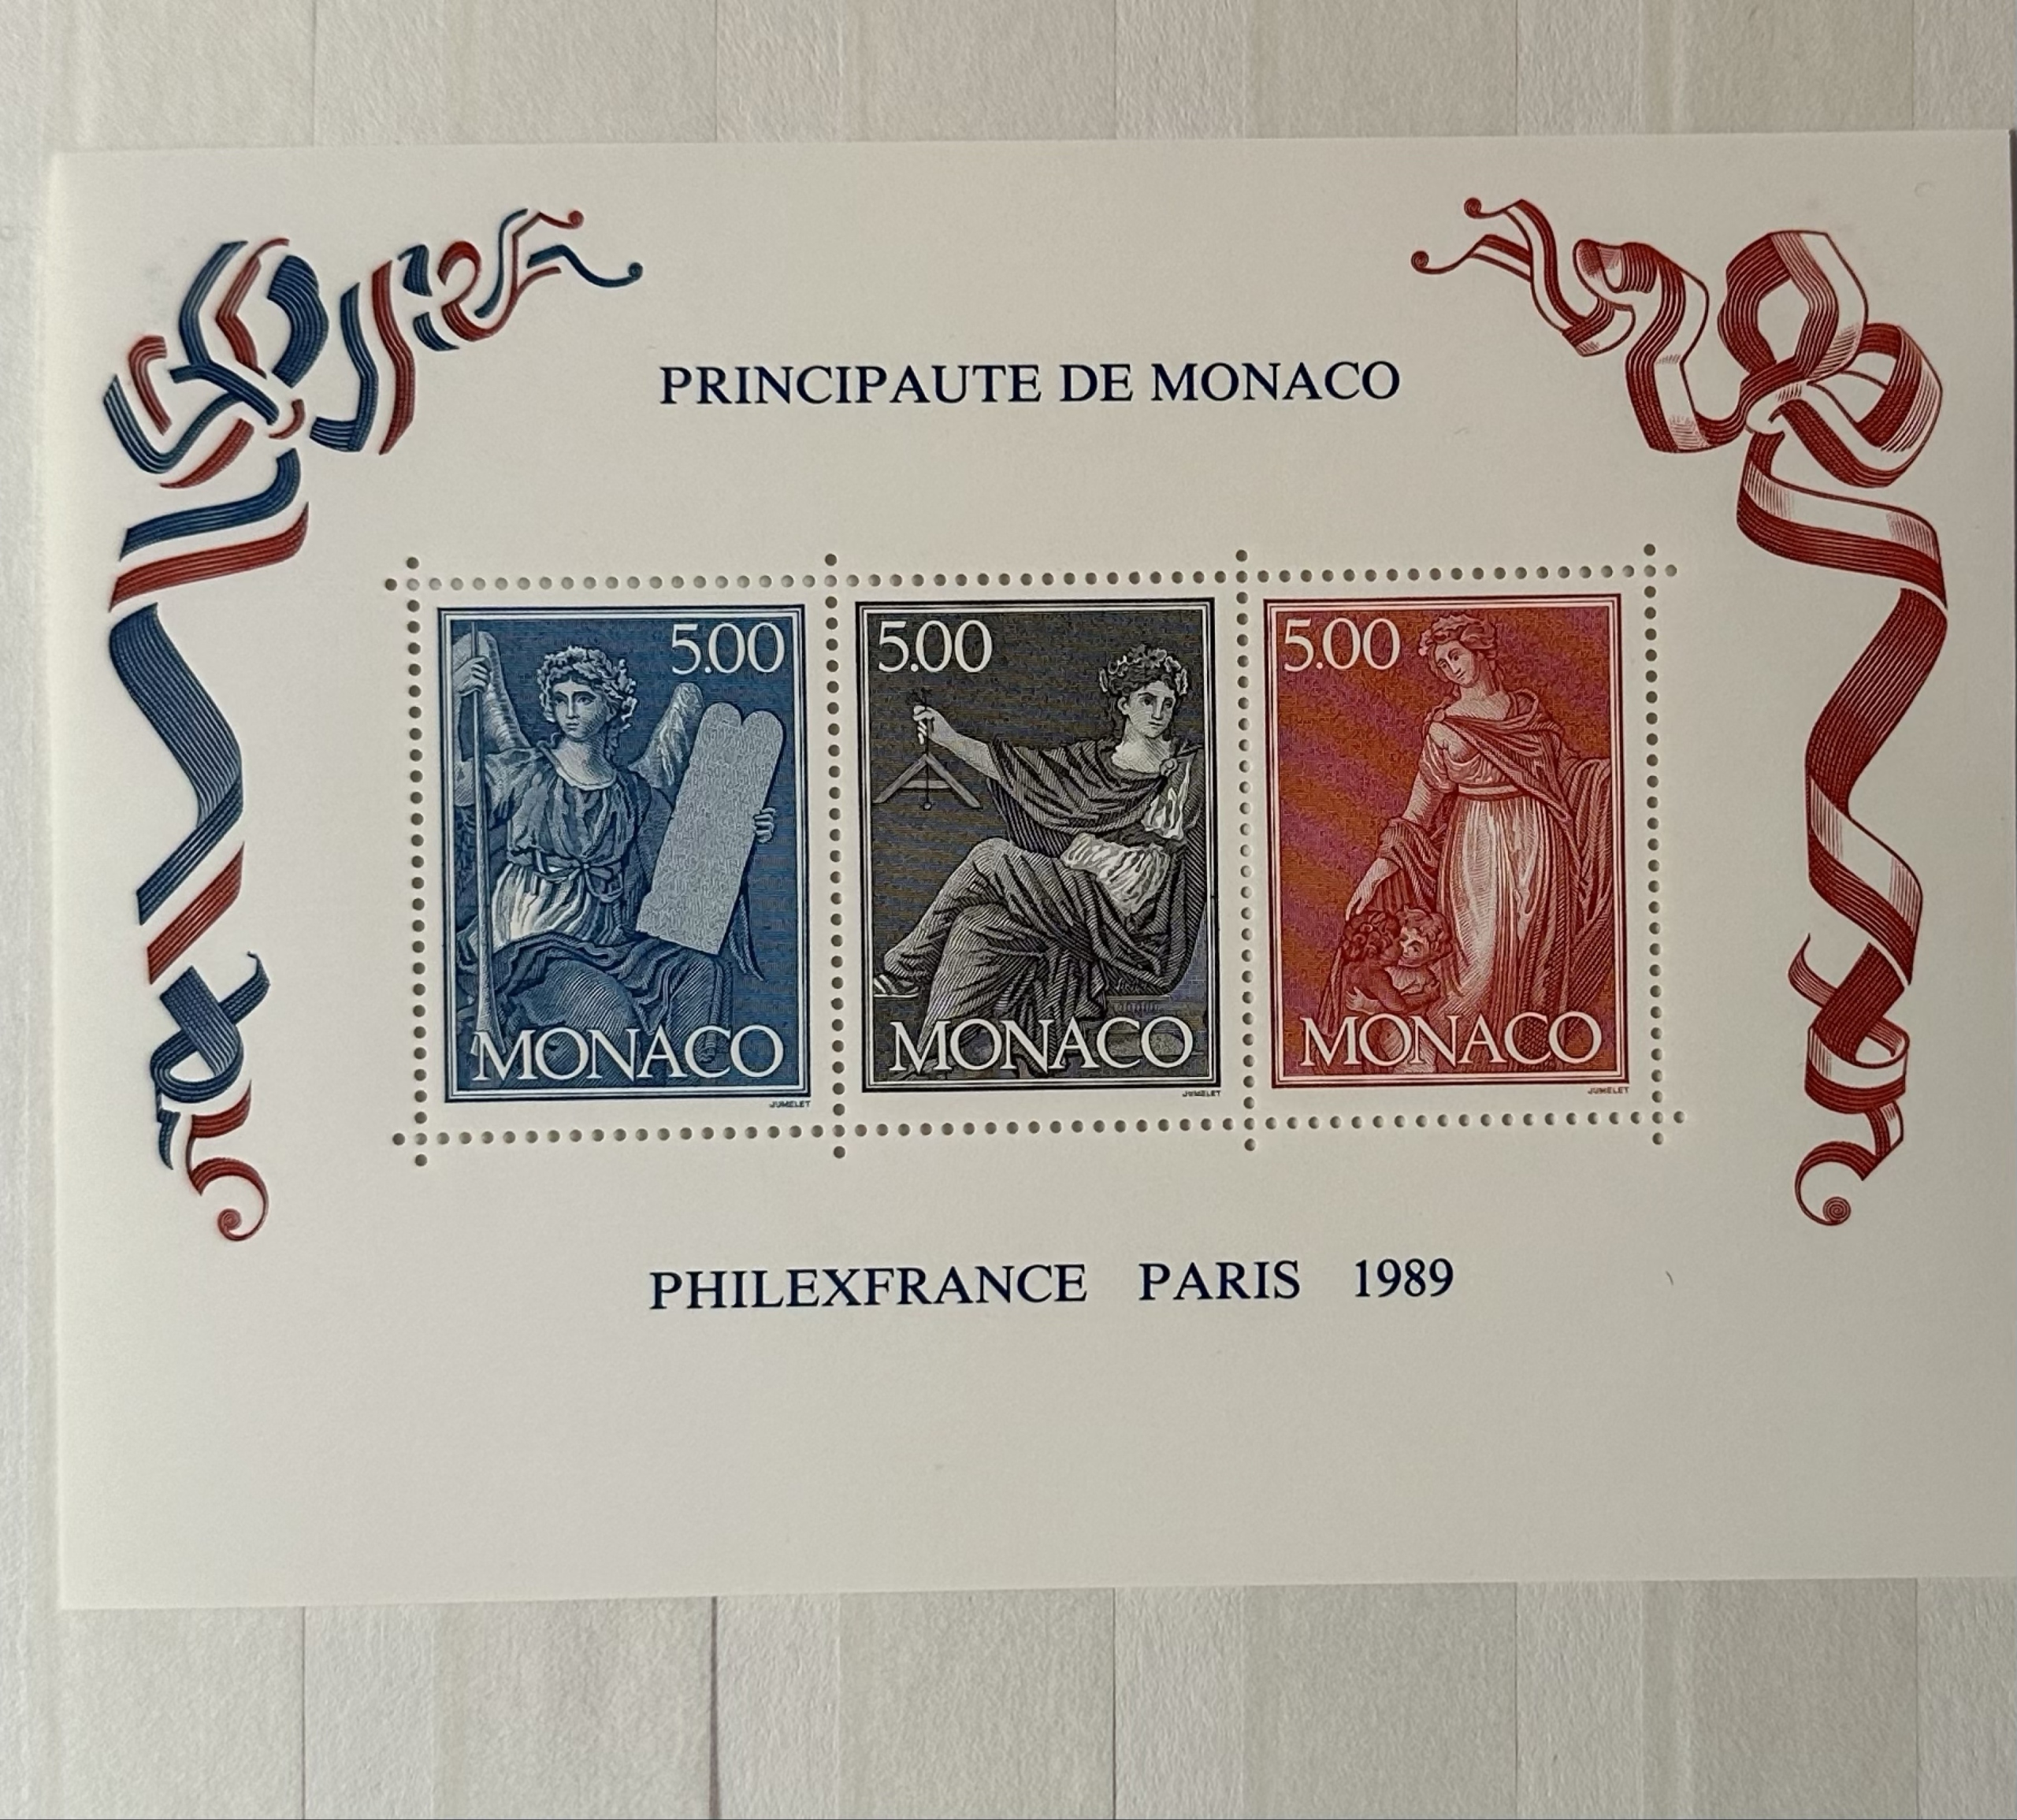 PRINCIPAUTE DE MONACO
5.00
MONACO
JUMELET
5.00
MONACO
JUMELET
5.00
MONACO
JUMELET
PHILEXFRANCE PARIS 1989